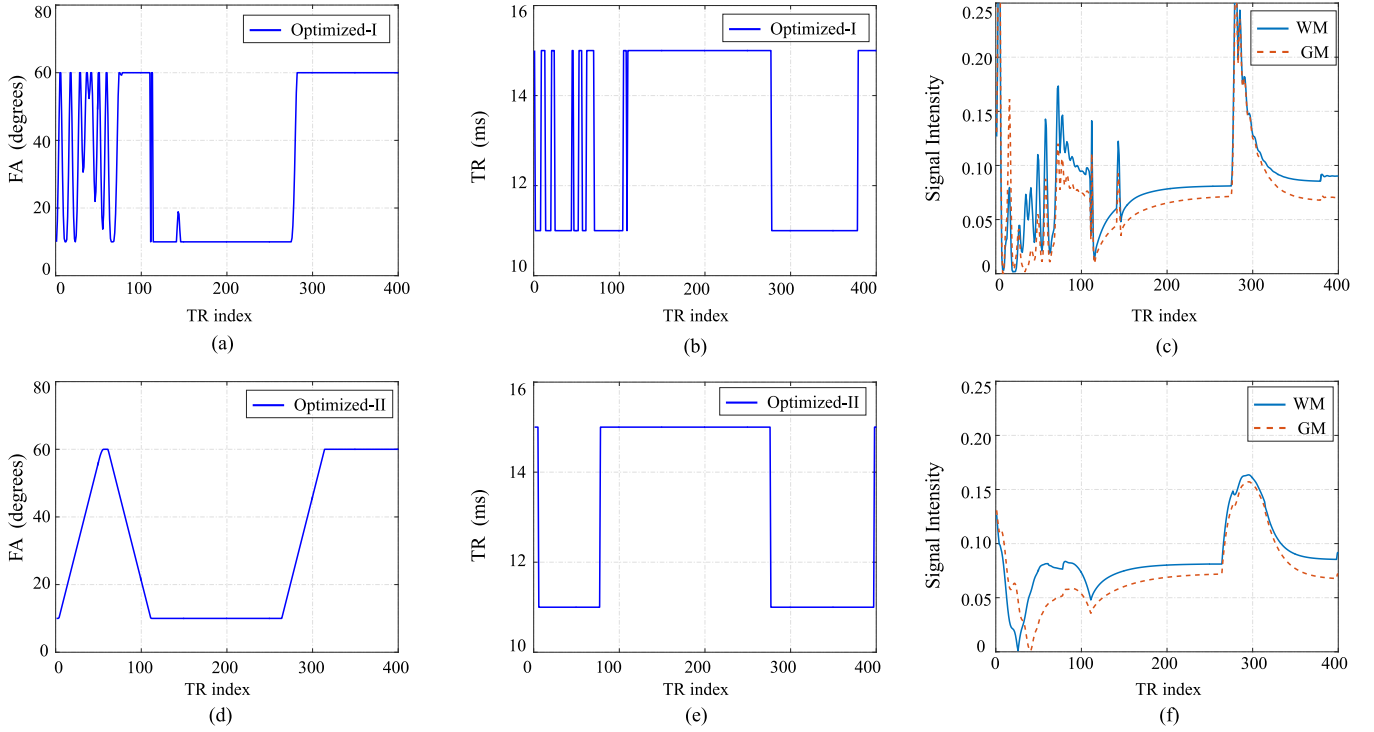 80
60
40
20
0
FA (degrees)
Optimized-I
0 100 200 300 400
TR index
(a)
16
14
12
10
TR (ms)
Optimized-I
0 100 200 300 400
TR index
(b)
0.25
0.20
0.15
0.10
0.05
0
Signal Intensity
WM
GM
0 100 200 300 400
TR index
(c)
80
60
40
20
0
FA (degrees)
Optimized-II
0 100 200 300 400
TR index
(d)
16
14
12
10
TR (ms)
Optimized-II
0 100 200 300 400
TR index
(e)
0.25
0.20
0.15
0.10
0.05
0
Signal Intensity
WM
GM
0 100 200 300 400
TR index
(f)